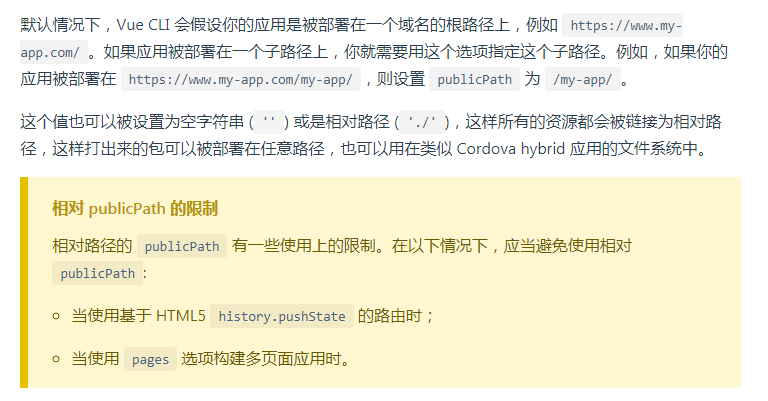 默认情况下，Vue CLI 会假设你的应用是被部署在一个域名的根路径上，例如 https://www.my-
app.com/ 。如果应用被部署在一个子路径上，你就需要用这个选项指定这个子路径。例如，如果你的
应用被部署在 https://www.my-app.com/my-app/ ，则设置 publicPath 为 /my-app/ 。
这个值也可以被设置为空字符串 ( '' ) 或是相对路径 ( './' )，这样所有的资源都会被链接为相对路
径，这样打出来的包可以被部署在任意路径，也可以用在类似 Cordova hybrid 应用的文件系统中。
相对 publicPath 的限制
相对路径的 publicPath 有一些使用上的限制。在以下情况下，应当避免使用相对
publicPath:
当使用基于 HTML5 history.pushState 的路由时；
当使用 pages 选项构建多页面应用时。